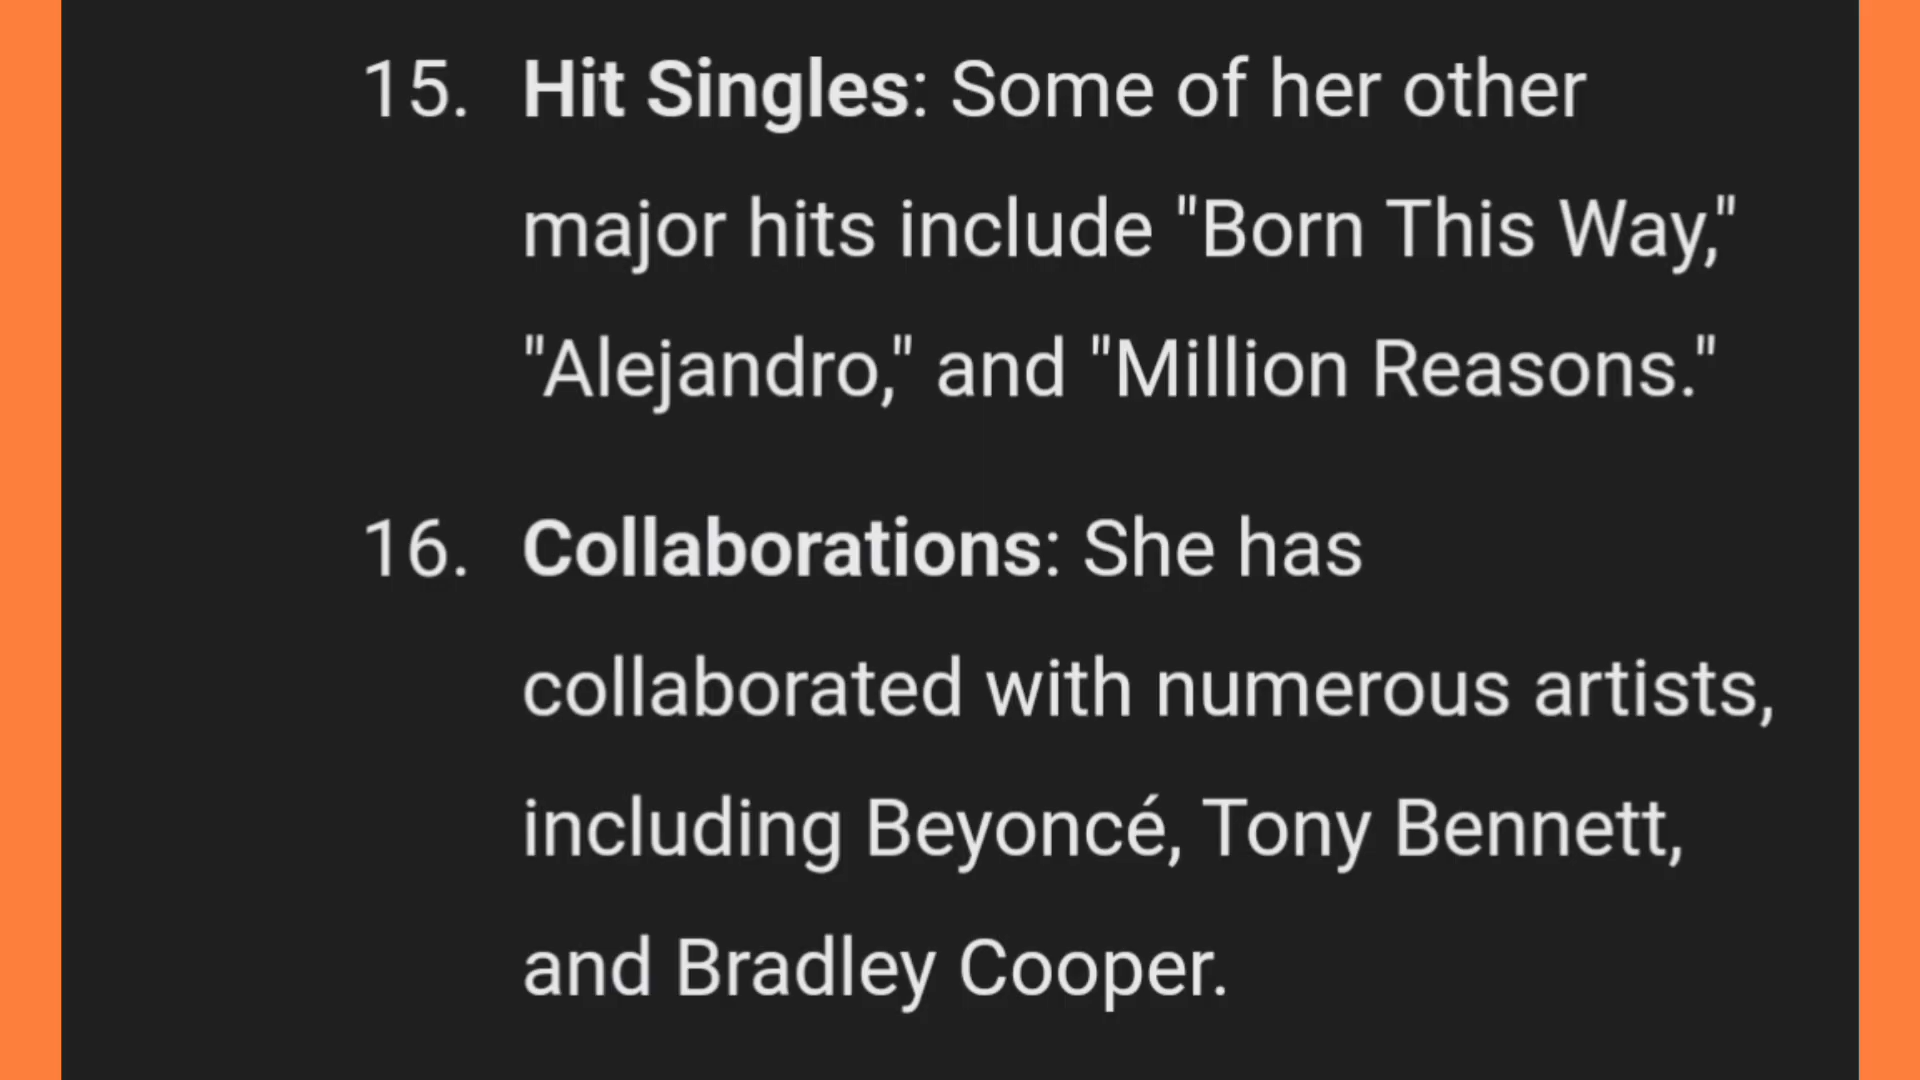 15. Hit Singles: Some of her other
major hits include "Born This Way,"
"Alejandro," and "Million Reasons."
16. Collaborations: She has
collaborated with numerous artists,
including Beyoncé, Tony Bennett,
and Bradley Cooper.